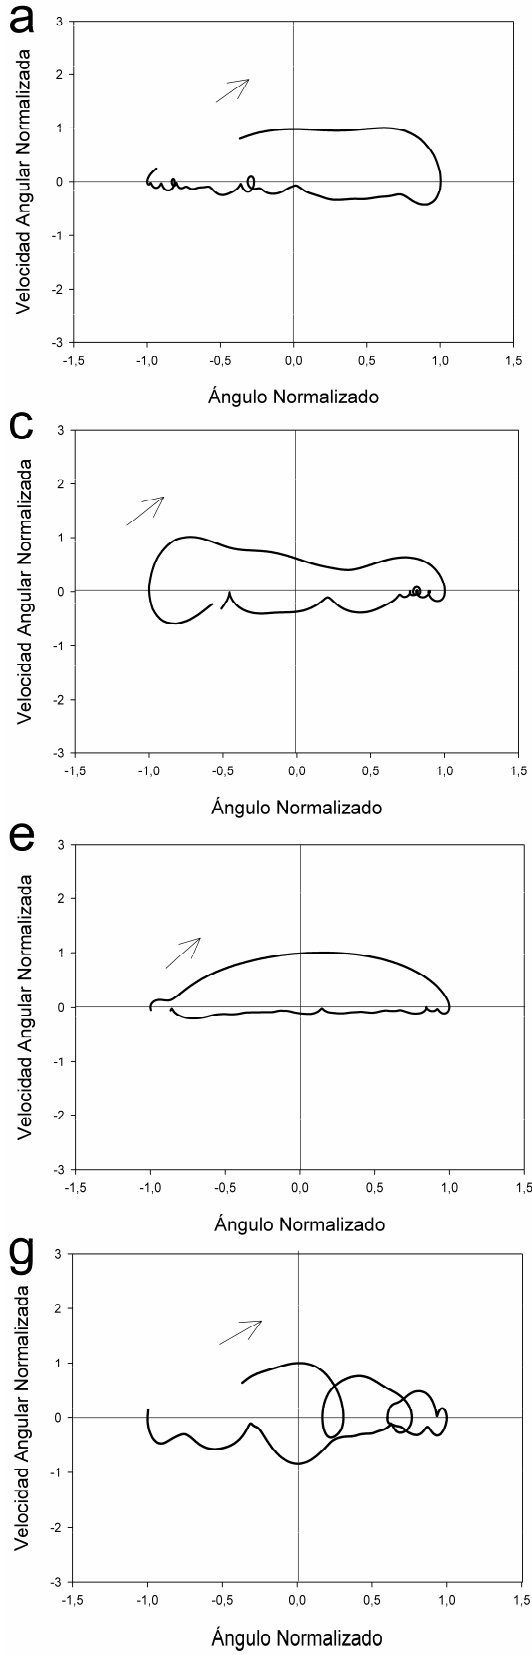 a
Velocidad Angular Normalizada
3
2
1
0
-1
-2
-3
-1,5 -1,0 -0,5 0,0 0,5 1,0 1,5
Ángulo Normalizado
c
Velocidad Angular Normalizada
3
2
1
0
-1
-2
-3
-1,5 -1,0 -0,5 0,0 0,5 1,0 1,5
Ángulo Normalizado
e
Velocidad Angular Normalizada
3
2
1
0
-1
-2
-3
-1,5 -1,0 -0,5 0,0 0,5 1,0 1,5
Ángulo Normalizado
g
Velocidad Angular Normalizada
3
2
1
0
-1
-2
-3
-1,5 -1,0 -0,5 0,0 0,5 1,0 1,5
Ángulo Normalizado